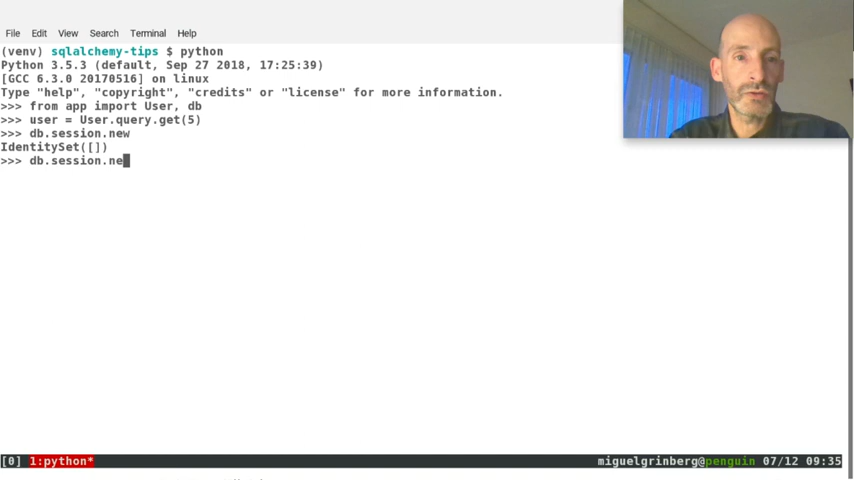 File Edit View Search Terminal Help
(venv) sqlalchemy-tips $ python
Python 3.5.3 (default, Sep 27 2018, 17:25:39)
[GCC 6.3.0 20170516] on linux
Type "help", "copyright", "credits" or "license" for more information.
>>> from app import User, db
>>> user = User.query.get(5)
>>> db.session.new
IdentitySet([])
>>> db.session.ne
[0] 1:python*
miguelgrinberg@penguin 07/12 09:35